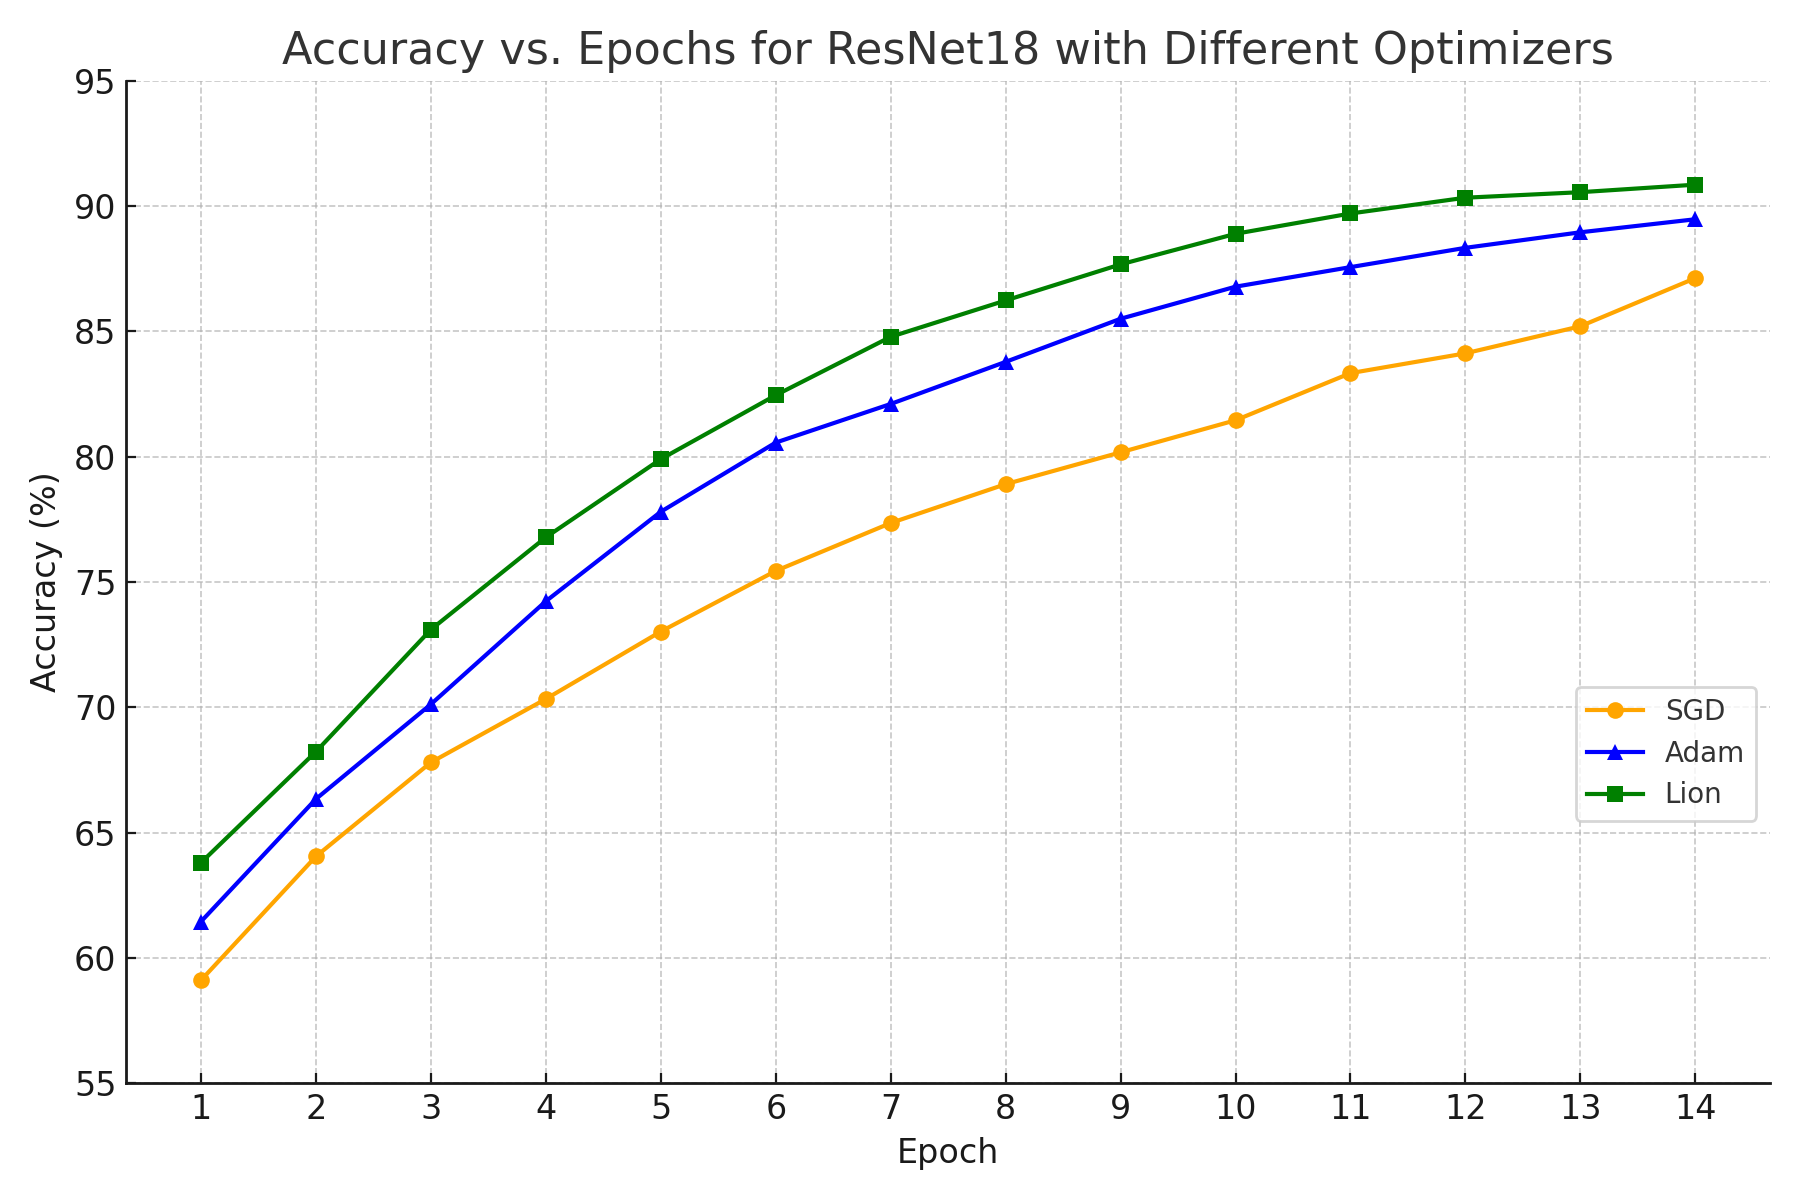 Accuracy vs. Epochs for ResNet18 with Different Optimizers
95
90
85
80
75
70
65
60
55
Accuracy (%)
SGD
Adam
Lion
1 2 3 4 5 6 7 8 9 10 11 12 13 14
Epoch